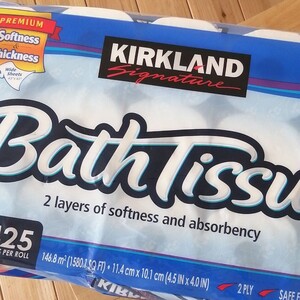 PREMIUM
Softness
Thickness
Wide Sheets
KIRKLAND
Signature
Bath Tissu
2 layers of softness and absorbency
425
PER ROLL
146.8 m² (1580.1 SQ FT) • 11.4 cm x 10.1 cm (4.5 IN x 4.0 IN)
2 PLY
SAFE F
KIRK